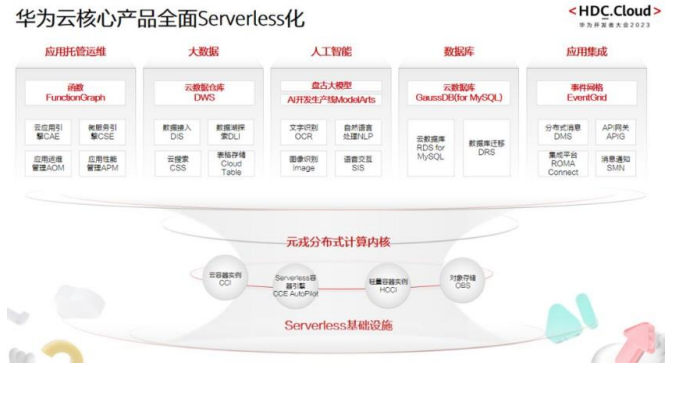 华为云核心产品全面Serverless化
<HDC.Cloud>
华为开发者大会2023
应用托管运维
大数据
人工智能
数据库
应用集成
函数
FunctionGraph
云数据仓库
DWS
盘古大模型
AI开发生产线ModelArts
云数据库
GaussDB(for MySQL)
事件网格
EventGrid
云应用引
擎CAE
微服务引
擎CSE
数据接入
DIS
数据湖探
索DLI
文字识别
OCR
自然语言
处理NLP
云数据库
RDS for
MySQL
数据库迁移
DRS
分布式消息
DMS
API网关
APIG
应用运维
管理AOM
应用性能
管理APM
云搜索
CSS
表格存储
Cloud
Table
图像识别
Image
语音交互
SIS
集成平台
ROMA
Connect
消息通知
SMN
元戎分布式计算内核
云容器实例
CCI
Serverless容
器引擎
CCE AutoPilot
轻量容器实例
HCCI
对象存储
OBS
Serverless基础设施